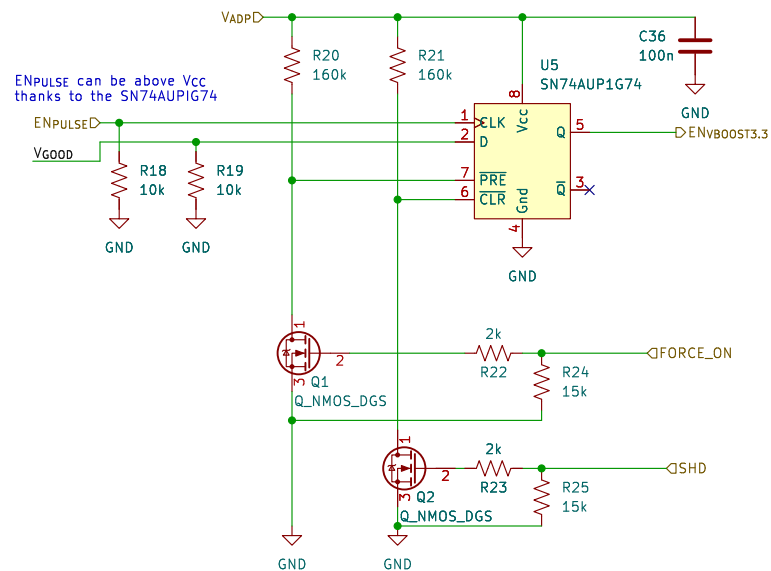 VADP
R20
160k
R21
160k
C36
100n
GND
U5
SN74AUP1G74
ENPULSE can be above VCC
thanks to the SN74AUPIG74
8
Vcc
ENPULSE
1
CLK
Q
5
ENVBOOST3.3
2
D
VGOOD
R18
10k
R19
10k
7
PRE
6
CLR
Gnd
Q
3
4
GND
GND
GND
1
2
3
Q1
Q_NMOS_DGS
2k
R22
FORCE_ON
R24
15k
1
2
3
Q2
Q_NMOS_DGS
2k
R23
SHD
R25
15k
GND
GND